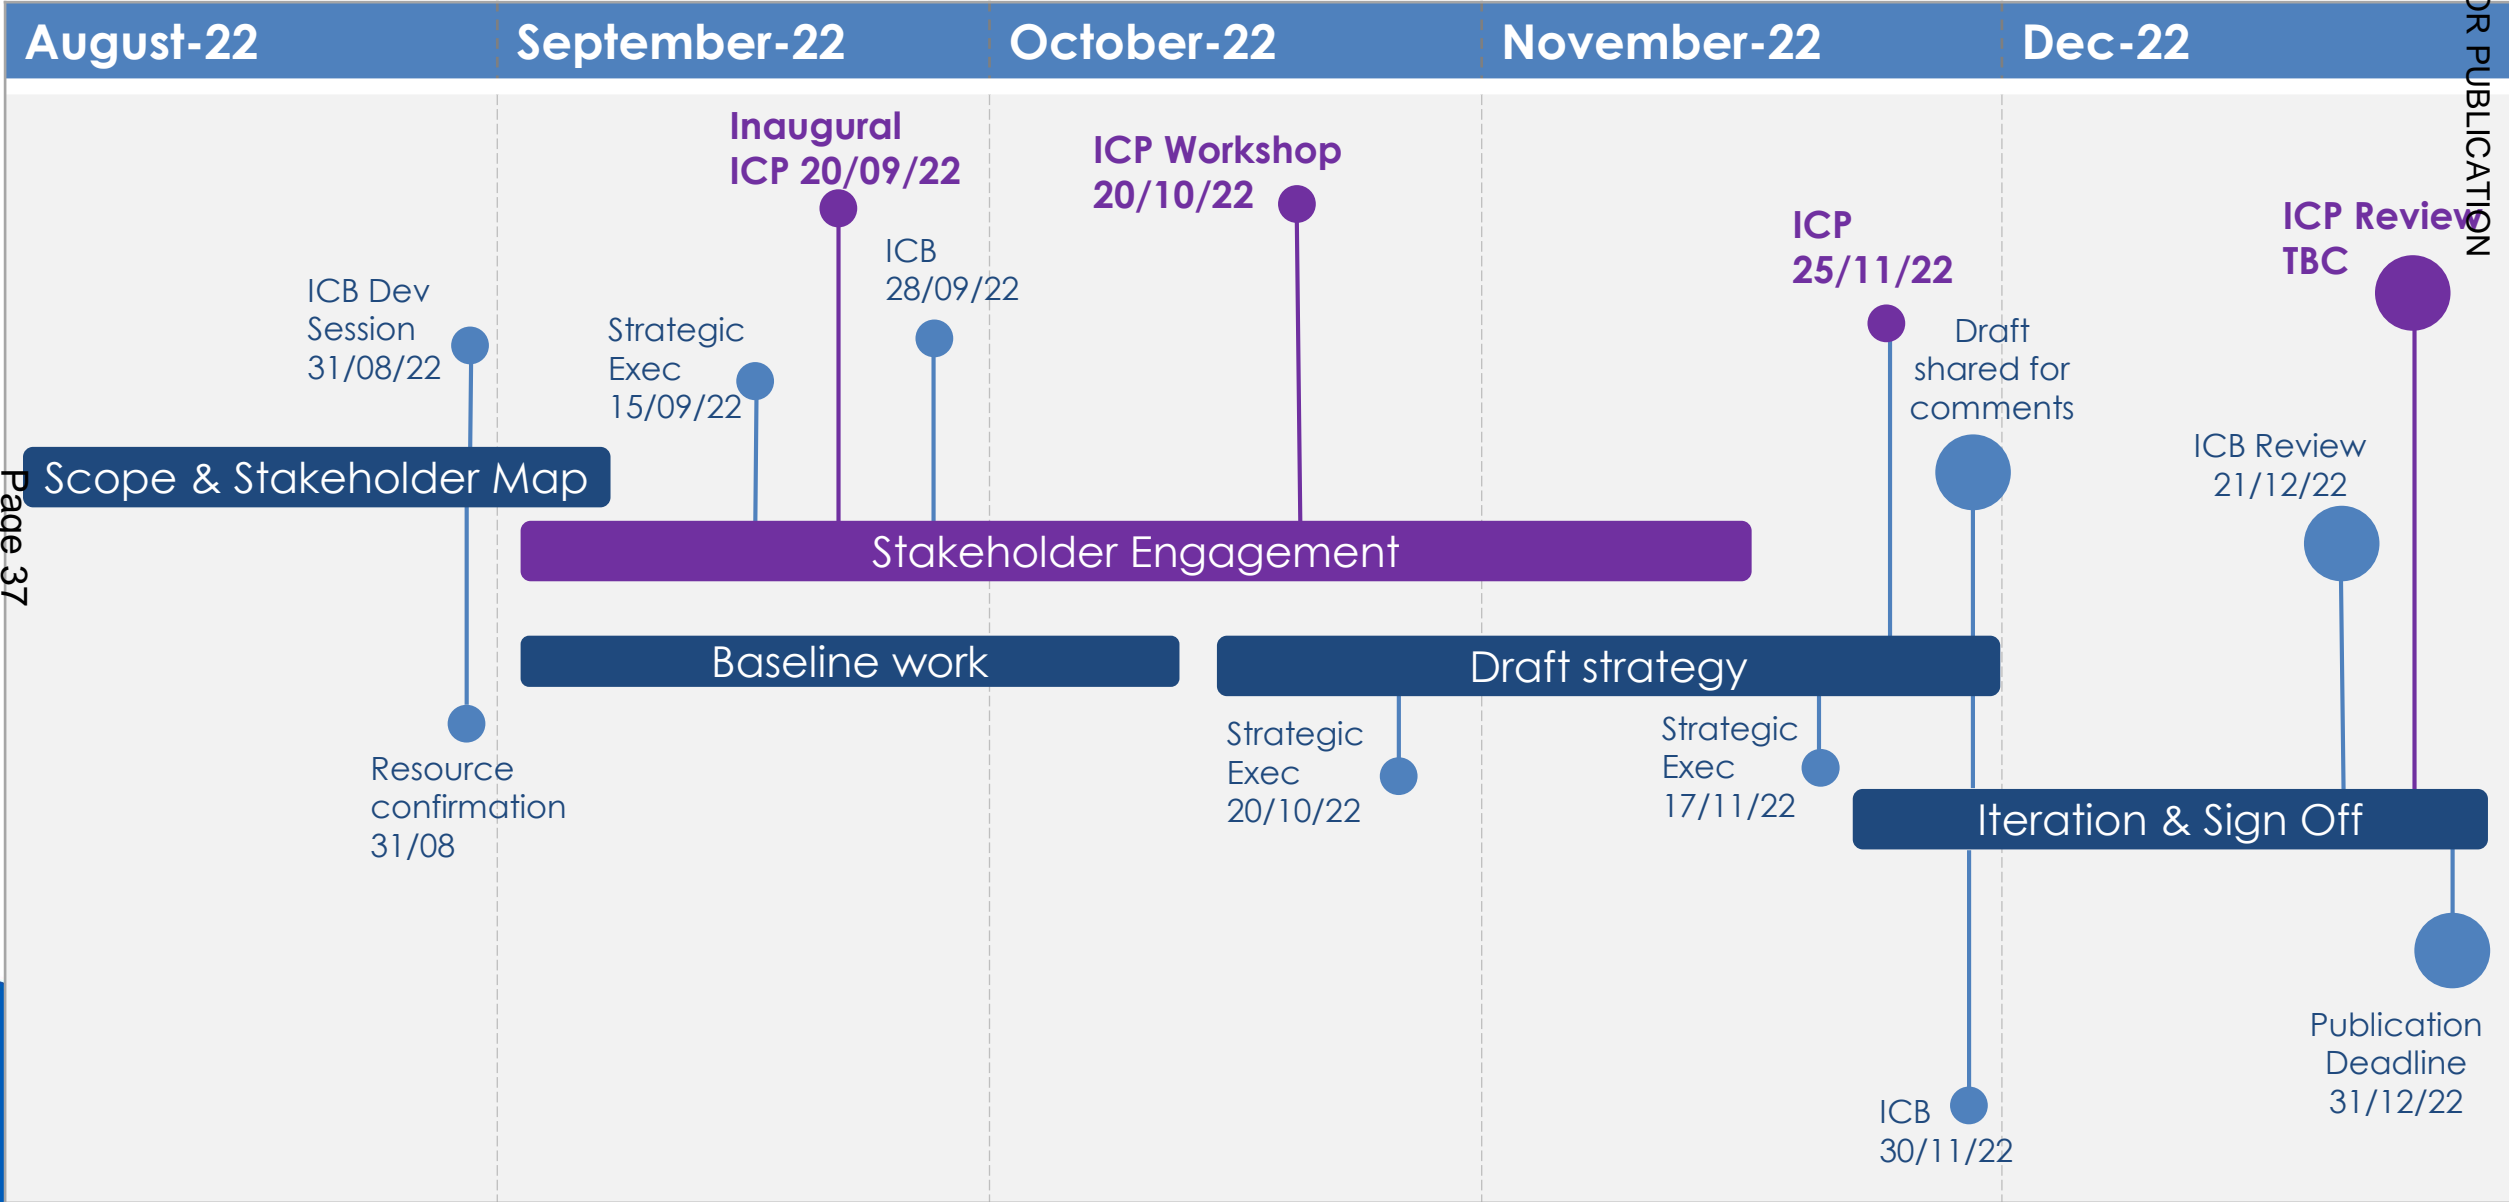 August-22
September-22
October-22
November-22
Dec-22
OR PUBLICATION
Inaugural
ICP 20/09/22
ICP Workshop
20/10/22
ICP
25/11/22
ICP Review
TBC
ICB Dev
Session
31/08/22
Strategic
Exec
15/09/22
ICB
28/09/22
Draft
shared for
comments
ICB Review
21/12/22
Scope & Stakeholder Map
Page 37
Stakeholder Engagement
Baseline work
Draft strategy
Resource
confirmation
31/08
Strategic
Exec
20/10/22
Strategic
Exec
17/11/22
Iteration & Sign Off
Publication
Deadline
31/12/22
ICB
30/11/22